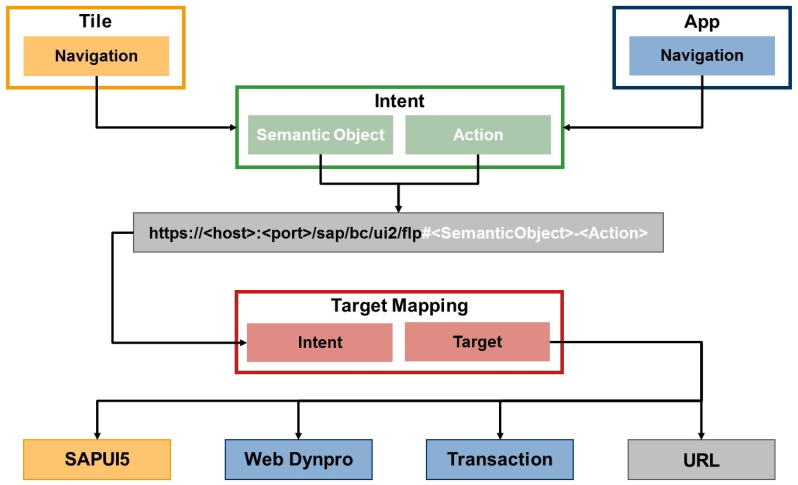 Tile
App
Navigation
Navigation
Intent
Semantic Object
Action
https://<host>:<port>/sap/bc/ui2/flp#<SemanticObject>-<Action>
Target Mapping
Intent
Target
SAPUI5
Web Dynpro
Transaction
URL